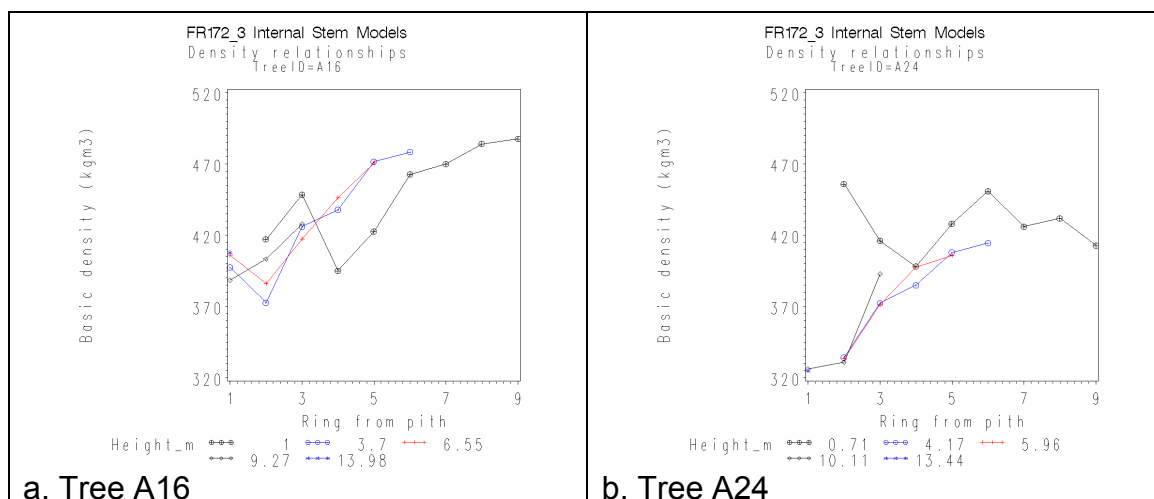 FR172_3 Internal Stem Models
Density relationships
TreeID=A16
Basic density (kgm3)
520
470
420
370
320
1 3 5 7 9
Ring from pith
Height_m 1 3.7 6.55
9.27 13.98
a. Tree A16
FR172_3 Internal Stem Models
Density relationships
TreeID=A24
Basic density (kgm3)
520
470
420
370
320
1 3 5 7 9
Ring from pith
Height_m 0.71 4.17 5.96
10.11 13.44
b. Tree A24